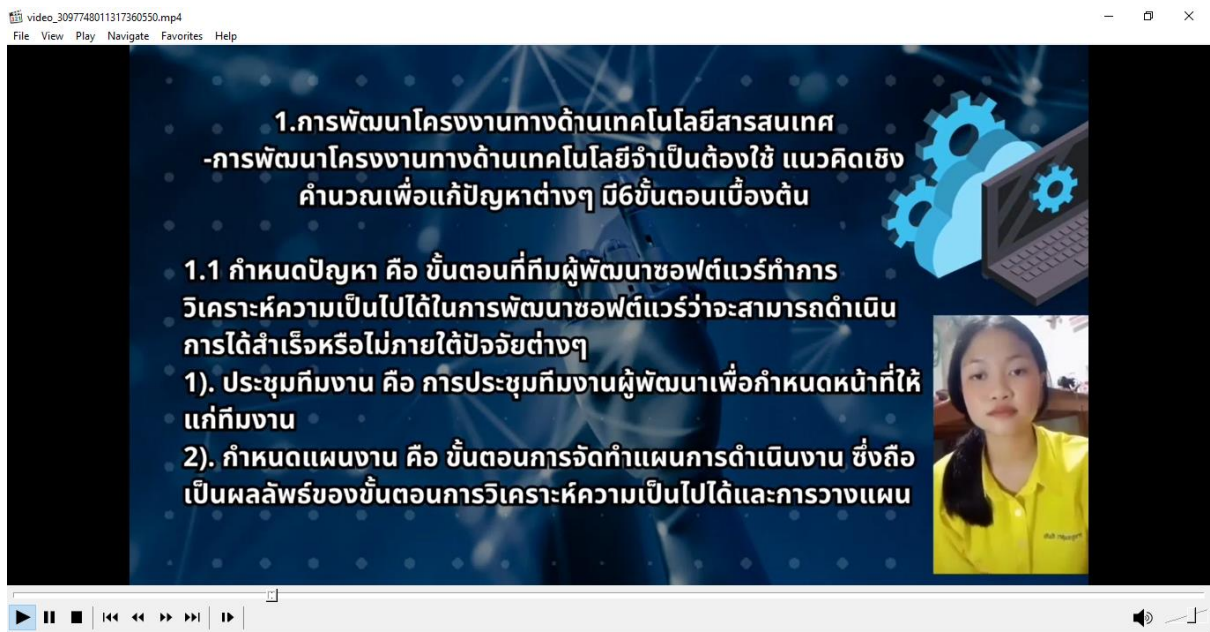 video_3097748011317360550.mp4
File View Play Navigate Favorites Help
1.การพัฒนาโครงงานทางด้านเทคโนโลยีสารสนเทศ
-การพัฒนาโครงงานทางด้านเทคโนโลยีจำเป็นต้องใช้ แนวคิดเชิง
คำนวณเพื่อแก้ปัญหาต่างๆ มี6ขั้นตอนเบื้องต้น
1.1 กำหนดปัญหา คือ ขั้นตอนที่ทีมผู้พัฒนาซอฟต์แวร์ทำการ
วิเคราะห์ความเป็นไปได้ในการพัฒนาซอฟต์แวร์ว่าจะสามารถดำเนิน
การได้สำเร็จหรือไม่ภายใต้ปัจจัยต่างๆ
1). ประชุมทีมงาน คือ การประชุมทีมงานผู้พัฒนาเพื่อกำหนดหน้าที่ให้
แก่ทีมงาน
2). กำหนดแผนงาน คือ ขั้นตอนการจัดทำแผนการดำเนินงาน ซึ่งถือ
เป็นผลลัพธ์ของขั้นตอนการวิเคราะห์ความเป็นไปได้และการวางแผน